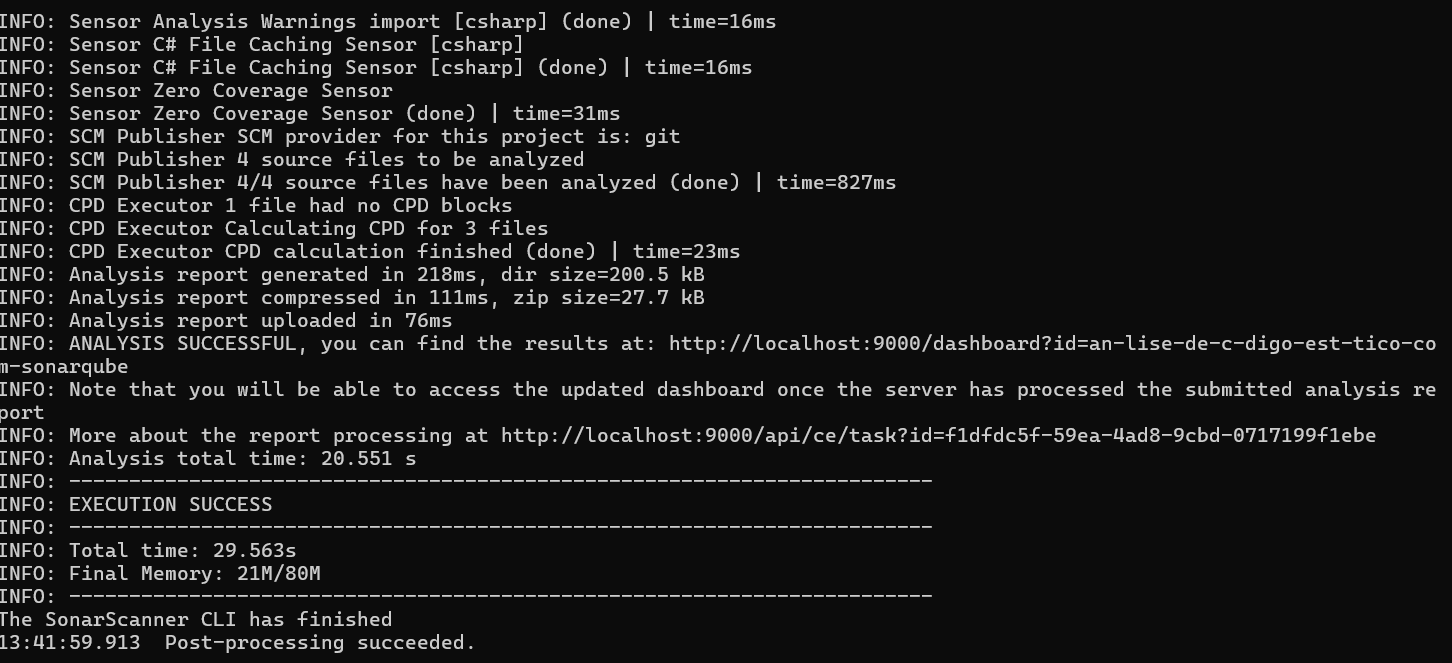 INFO: Sensor Analysis Warnings import [csharp] (done) | time=16ms
INFO: Sensor C# File Caching Sensor [csharp]
INFO: Sensor C# File Caching Sensor [csharp] (done) | time=16ms
INFO: Sensor Zero Coverage Sensor
INFO: Sensor Zero Coverage Sensor (done) | time=31ms
INFO: SCM Publisher SCM provider for this project is: git
INFO: SCM Publisher 4 source files to be analyzed
INFO: SCM Publisher 4/4 source files have been analyzed (done) | time=827ms
INFO: CPD Executor 1 file had no CPD blocks
INFO: CPD Executor Calculating CPD for 3 files
INFO: CPD Executor CPD calculation finished (done) | time=23ms
INFO: Analysis report generated in 218ms, dir size=200.5 kB
INFO: Analysis report compressed in 111ms, zip size=27.7 kB
INFO: Analysis report uploaded in 76ms
INFO: ANALYSIS SUCCESSFUL, you can find the results at: http://localhost:9000/dashboard?id=an-lise-de-c-digo-est-tico-co
m-sonarqube
INFO: Note that you will be able to access the updated dashboard once the server has processed the submitted analysis re
port
INFO: More about the report processing at http://localhost:9000/api/ce/task?id=f1dfdc5f-59ea-4ad8-9cbd-0717199f1ebe
INFO: Analysis total time: 20.551 s
INFO: ------------------------------------------------------------------------
INFO: EXECUTION SUCCESS
INFO: ------------------------------------------------------------------------
INFO: Total time: 29.563s
INFO: Final Memory: 21M/80M
INFO: ------------------------------------------------------------------------
The SonarScanner CLI has finished
13:41:59.913  Post-processing succeeded.